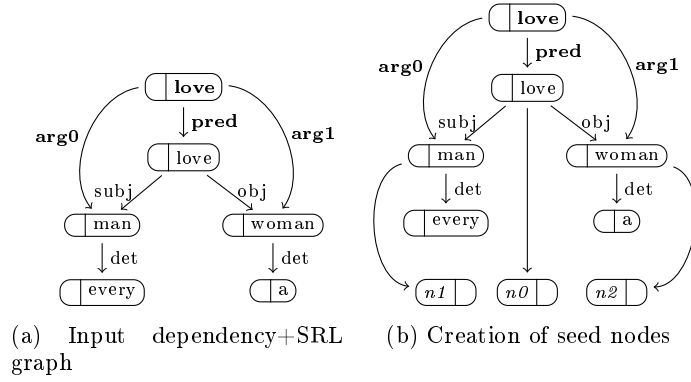 love
pred
arg0
arg1
love
subj
obj
man
woman
det
det
every
a
(a) Input dependency+SRL
graph
love
pred
arg0
arg1
love
subj
obj
man
woman
det
det
every
a
n1
n0
n2
(b) Creation of seed nodes